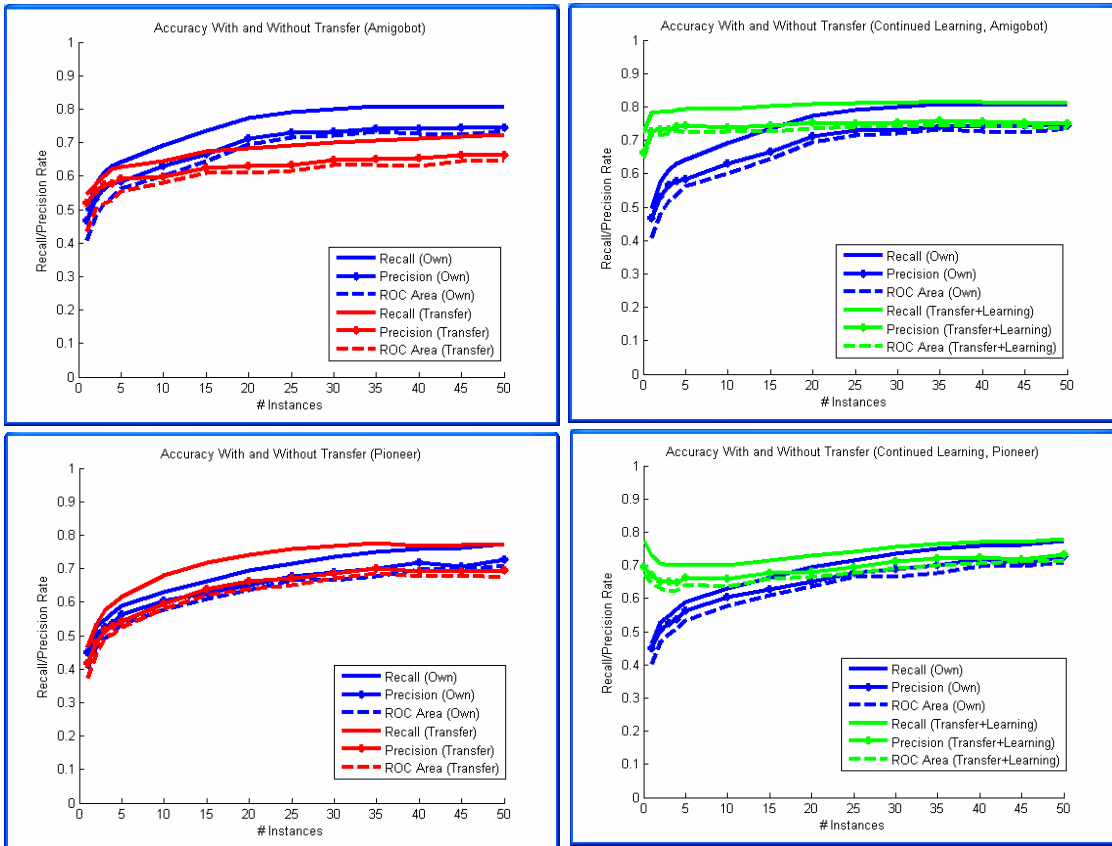 Accuracy With and Without Transfer (Amigobot)
1
0.9
0.8
0.7
0.6
0.5
0.4
0.3
0.2
0.1
0
Recall/Precision Rate
Recall (Own)
Precision (Own)
ROC Area (Own)
Recall (Transfer)
Precision (Transfer)
ROC Area (Transfer)
0 5 10 15 20 25 30 35 40 45 50
# Instances
Accuracy With and Without Transfer (Continued Learning, Amigobot)
1
0.9
0.8
0.7
0.6
0.5
0.4
0.3
0.2
0.1
0
Recall/Precision Rate
Recall (Own)
Precision (Own)
ROC Area (Own)
Recall (Transfer+Learning)
Precision (Transfer+Learning)
ROC Area (Transfer+Learning)
0 5 10 15 20 25 30 35 40 45 50
# Instances
Accuracy With and Without Transfer (Pioneer)
1
0.9
0.8
0.7
0.6
0.5
0.4
0.3
0.2
0.1
0
Recall/Precision Rate
Recall (Own)
Precision (Own)
ROC Area (Own)
Recall (Transfer)
Precision (Transfer)
ROC Area (Transfer)
0 5 10 15 20 25 30 35 40 45 50
# Instances
Accuracy With and Without Transfer (Continued Learning, Pioneer)
1
0.9
0.8
0.7
0.6
0.5
0.4
0.3
0.2
0.1
0
Recall/Precision Rate
Recall (Own)
Precision (Own)
ROC Area (Own)
Recall (Transfer+Learning)
Precision (Transfer+Learning)
ROC Area (Transfer+Learning)
0 5 10 15 20 25 30 35 40 45 50
# Instances